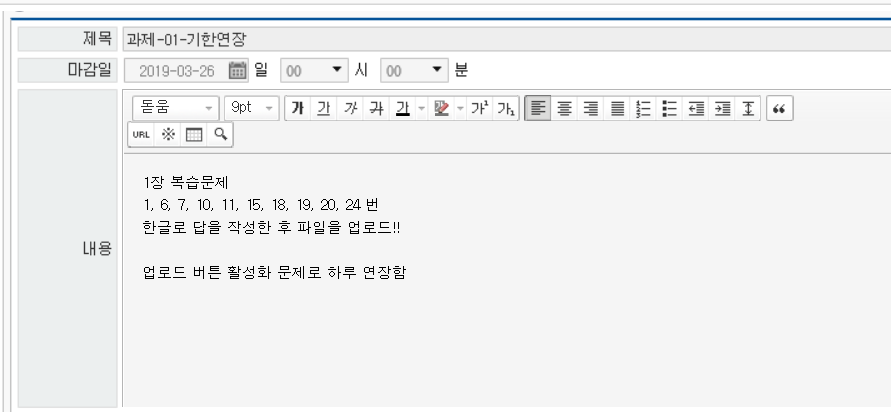 제목 과제-01-기한연장
마감일 2019-03-26 일 00 시 00 분
내용
돋움 9pt 가 가 가 가 가 가¹ 가₁
URL ※
1장 복습문제
1, 6, 7, 10, 11, 15, 18, 19, 20, 24 번
한글로 답을 작성한 후 파일을 업로드!!
업로드 버튼 활성화 문제로 하루 연장함